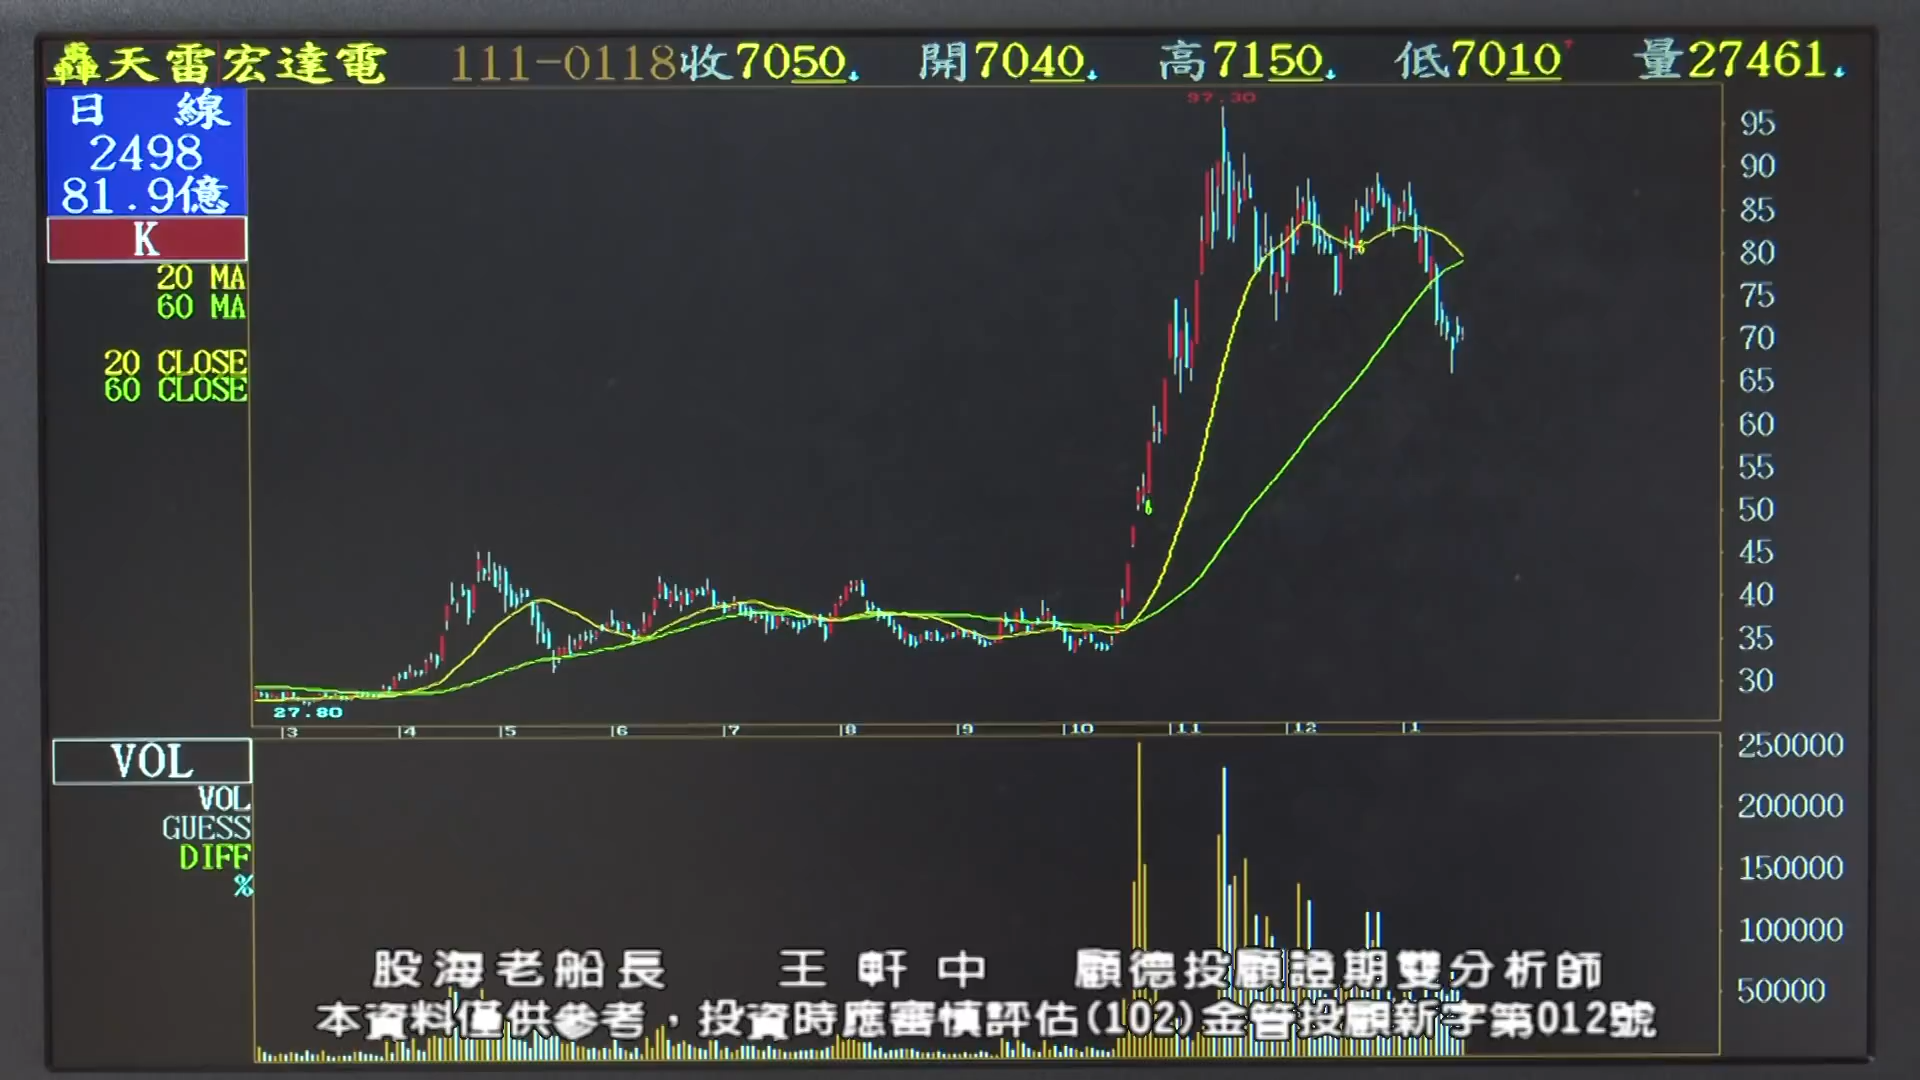 轟天雷宏達電 111-0118收7050 開7040 高7150 低7010 量27461
日 線
2498
81.9億
K
20 MA
60 MA
20 CLOSE
60 CLOSE
97.30
95
90
85
80
75
70
65
60
55
50
45
40
35
30
27.80
3 4 5 6 7 8 9 10 11 12 1
VOL
VOL
GUESS
DIFF
%
250000
200000
150000
100000
50000
股海老船長 王軒中 顧德投顧證期雙分析師
本資料僅供參考，投資時應審慎評估(102)金管投顧新字第012號